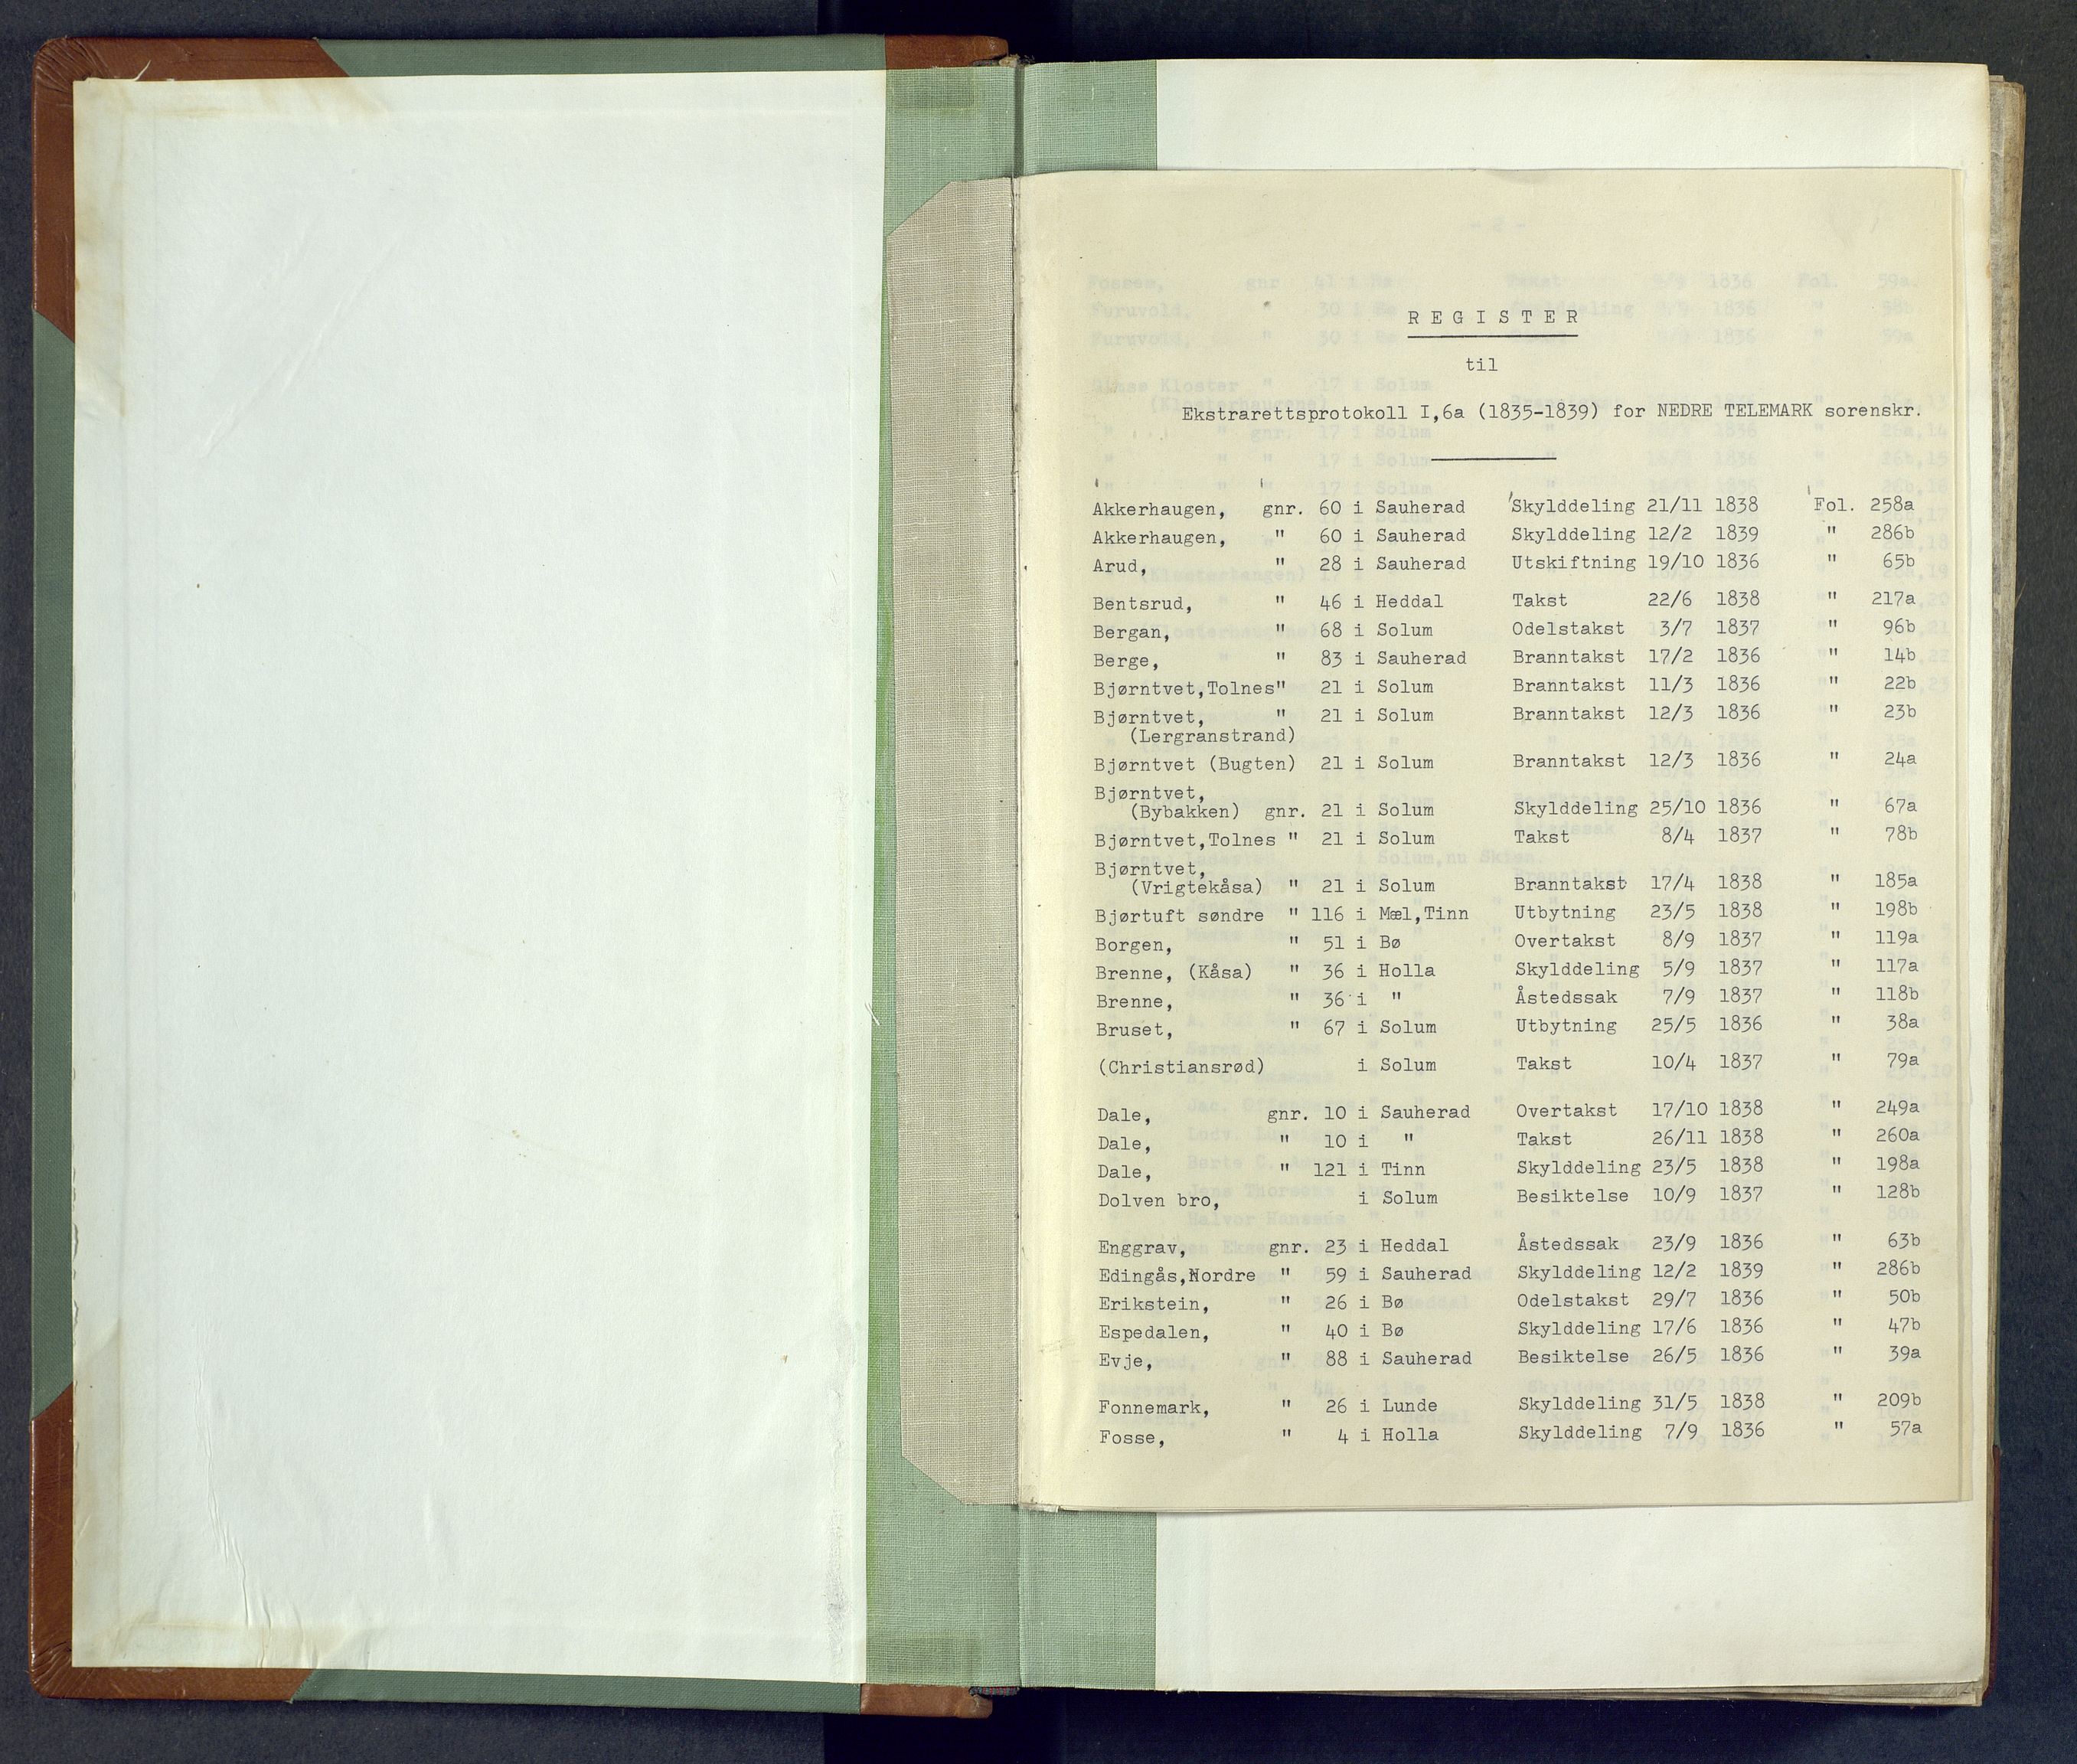 REGISTER
til
Ekstrarettsprotokoll I,6a (1835-1839) for NEDRE TELEMARK sorenskr.
Akkerhaugen, gnr. 60 i Sauherad Skylddeling 21/11 1838 Fol. 258a
Akkerhaugen, " 60 i Sauherad Skylddeling 12/2 1839 " 286b
Arud, " 28 i Sauherad Utskiftning 19/10 1836 " 65b
Bentsrud, " 46 i Heddal Takst 22/6 1838 " 217a
Bergan, " 68 i Solum Odelstakst 3/7 1837 " 96b
Berge, " 83 i Sauherad Branntakst 17/2 1836 " 14b
Bjørntvet,Tolnes" 21 i Solum Branntakst 11/3 1836 " 22b
Bjørntvet, " 21 i Solum Branntakst 12/3 1836 " 23b
(Lergranstrand)
Bjørntvet (Bugten) 21 i Solum Branntakst 12/3 1836 " 24a
Bjørntvet,
(Bybakken) gnr. 21 i Solum Skylddeling 25/10 1836 " 67a
Bjørntvet,Tolnes " 21 i Solum Takst 8/4 1837 " 78b
Bjørntvet,
(Vrigtekåsa) " 21 i Solum Branntakst 17/4 1838 " 185a
Bjørtuft søndre " 116 i Mæl,Tinn Utbytning 23/5 1838 " 198b
Borgen, " 51 i Bø Overtakst 8/9 1837 " 119a
Brenne, (Kåsa) " 36 i Holla Skylddeling 5/9 1837 " 117a
Brenne, " 36 i " Åstedssak 7/9 1837 " 118b
Bruset, " 67 i Solum Utbytning 25/5 1836 " 38a
(Christiansrød) i Solum Takst 10/4 1837 " 79a
Dale, gnr. 10 i Sauherad Overtakst 17/10 1838 " 249a
Dale, " 10 i " Takst 26/11 1838 " 260a
Dale, " 121 i Tinn Skylddeling 23/5 1838 " 198a
Dolven bro, i Solum Besiktelse 10/9 1837 " 128b
Enggrav, gnr. 23 i Heddal Åstedssak 23/9 1836 " 63b
Edingås,Nordre " 59 i Sauherad Skylddeling 12/2 1839 " 286b
Erikstein, " 26 i Bø Odelstakst 29/7 1836 " 50b
Espedalen, " 40 i Bø Skylddeling 17/6 1836 " 47b
Evje, " 88 i Sauherad Besiktelse 26/5 1836 " 39a
Fonnemark, " 26 i Lunde Skylddeling 31/5 1838 " 209b
Fosse, " 4 i Holla Skylddeling 7/9 1836 " 57a